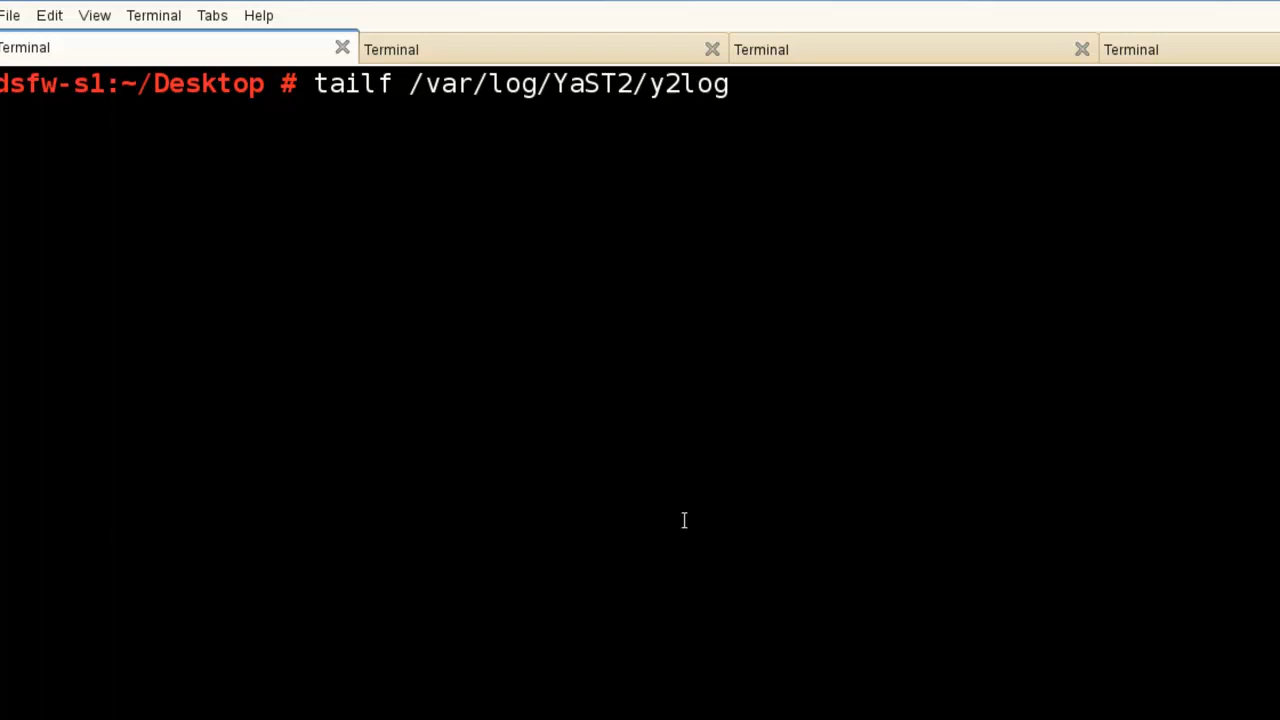 File Edit View Terminal Tabs Help
Terminal Terminal Terminal Terminal
dsfw-s1:~/Desktop # tailf /var/log/YaST2/y2log